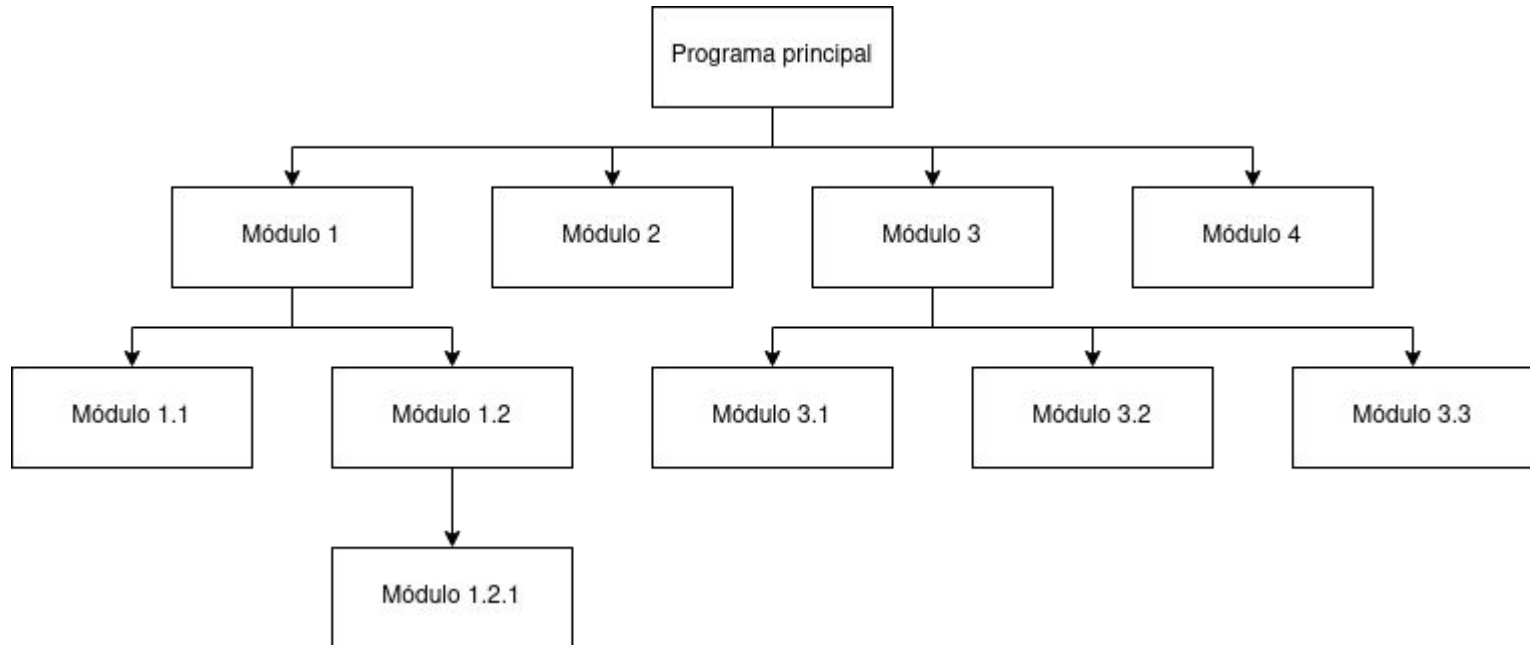 Programa principal
Módulo 1
Módulo 2
Módulo 3
Módulo 4
Módulo 1.1
Módulo 1.2
Módulo 3.1
Módulo 3.2
Módulo 3.3
Módulo 1.2.1